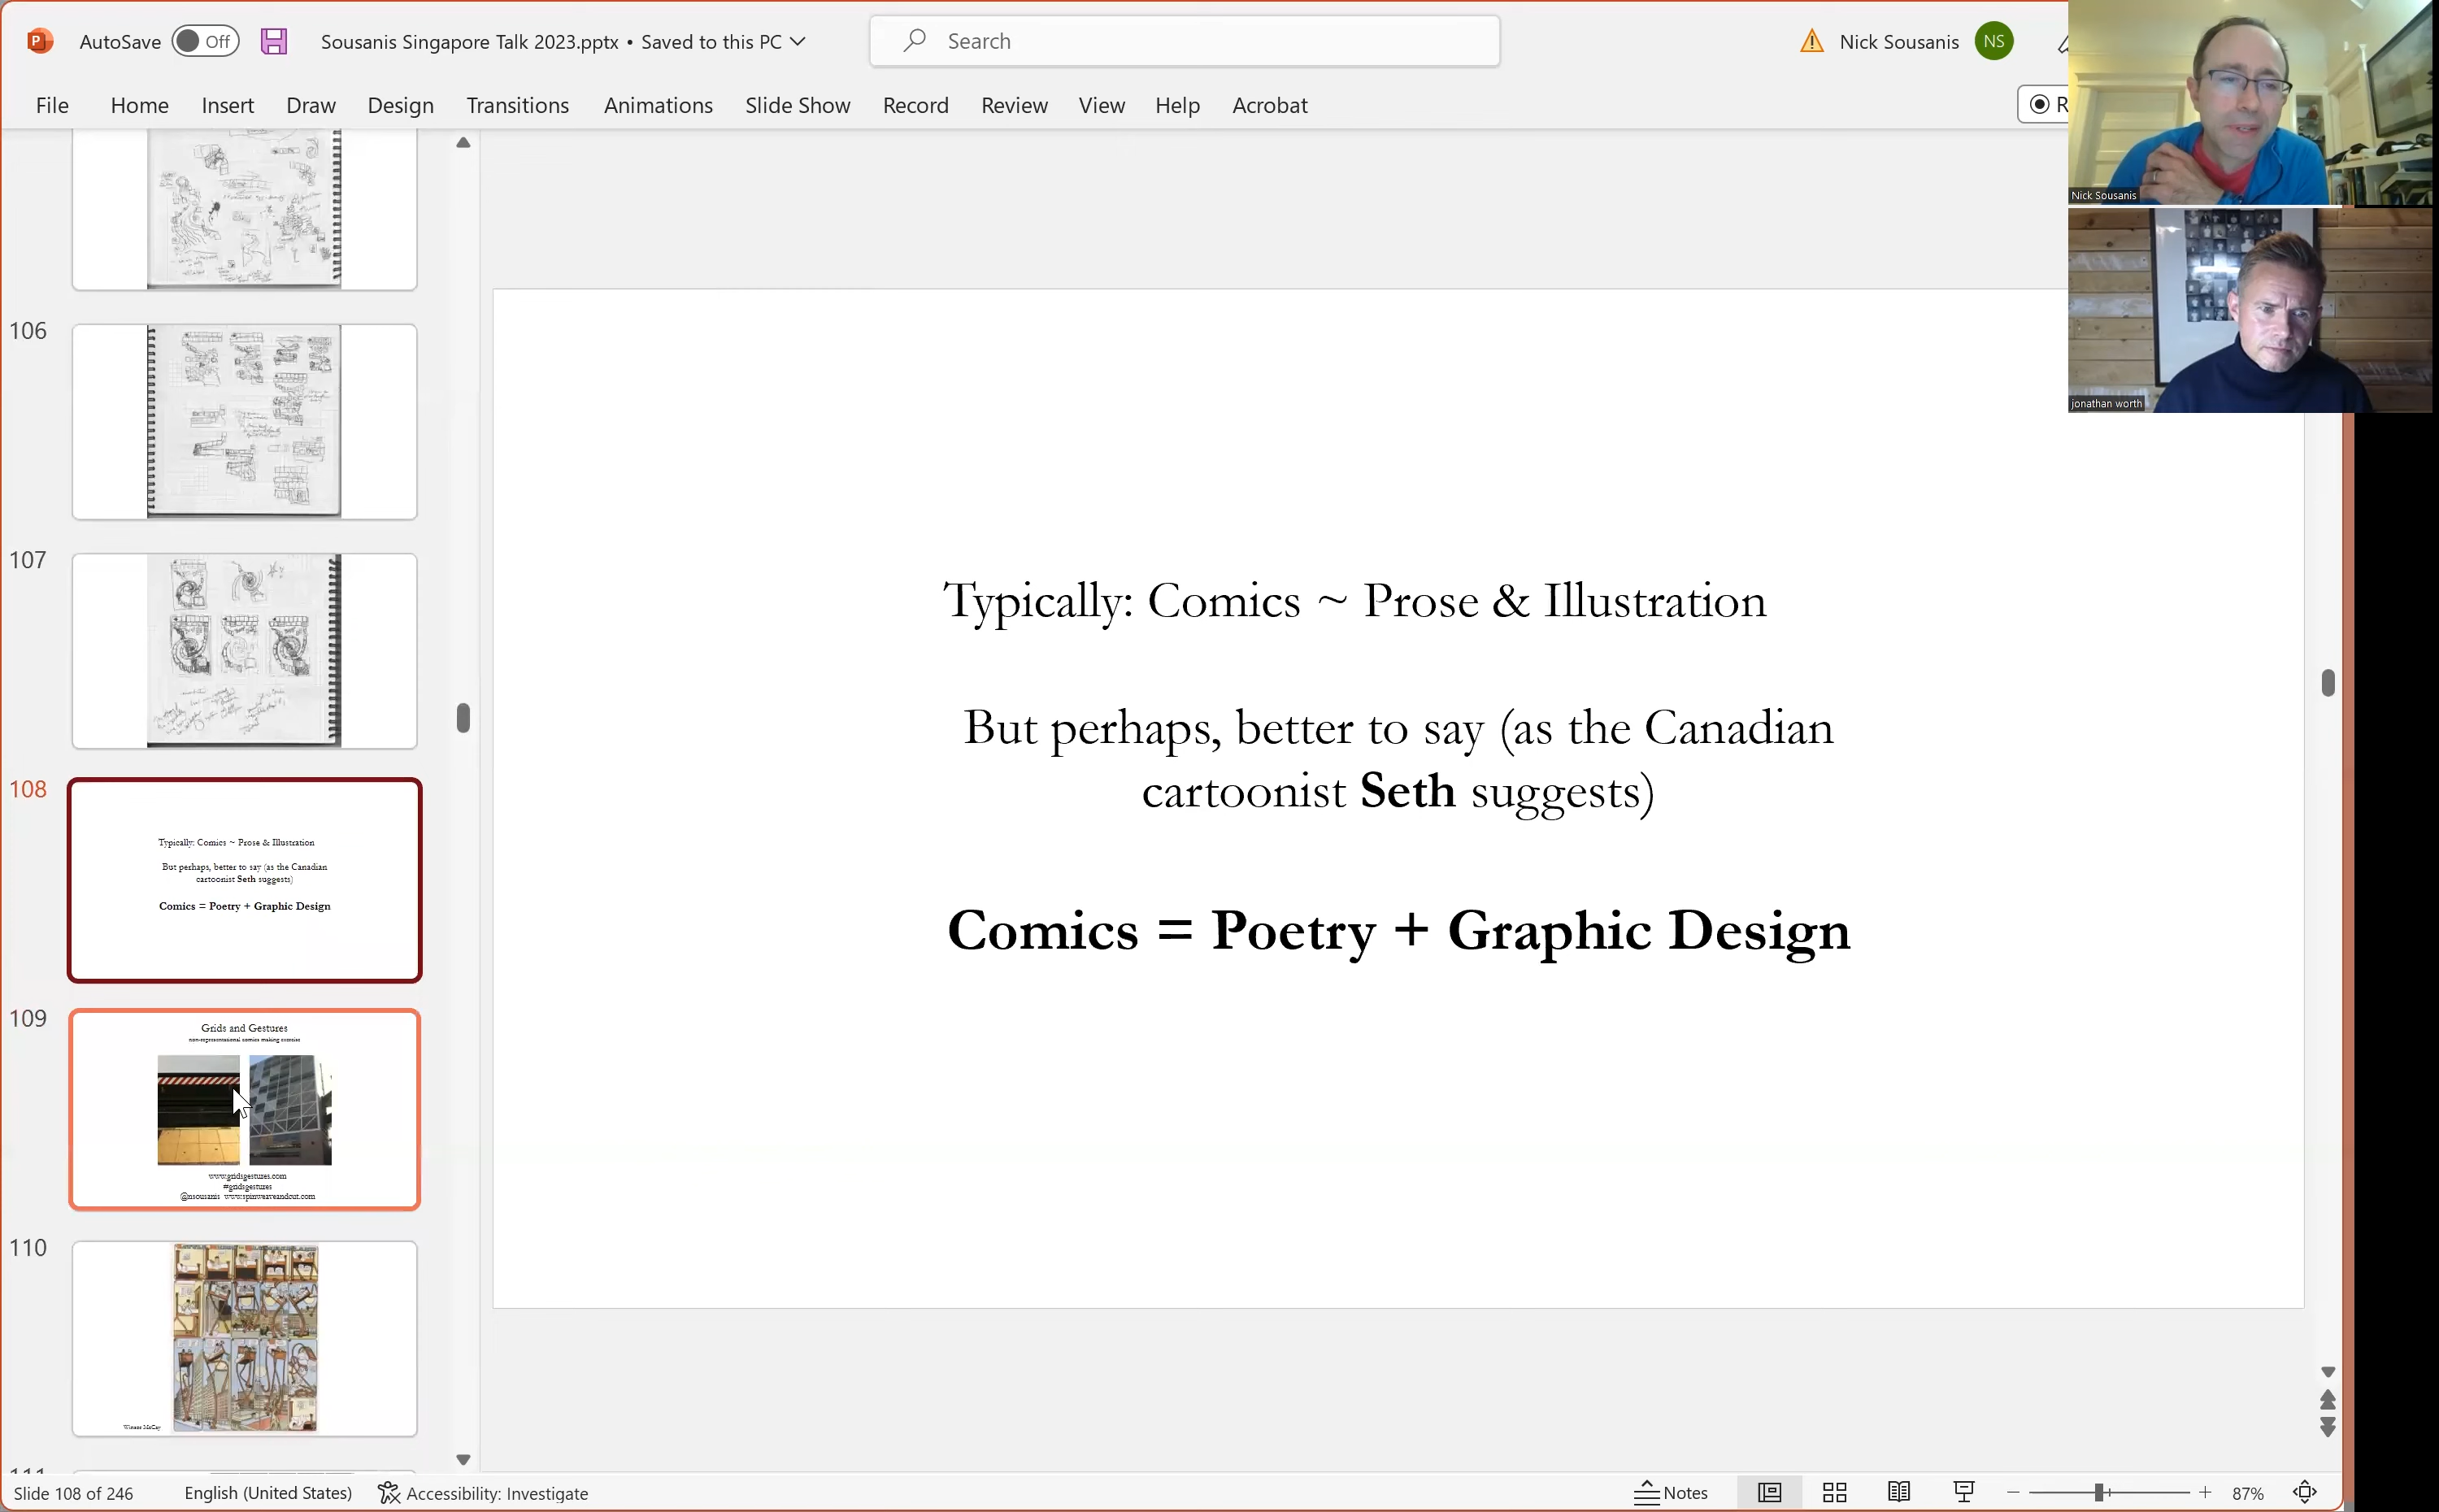 AutoSave Off Sousanis Singapore Talk 2023.pptx • Saved to this PC Search Nick Sousanis NS
File Home Insert Draw Design Transitions Animations Slide Show Record Review View Help Acrobat
Nick Sousanis
jonathan worth
106
107
108
Typically: Comics ~ Prose & Illustration
But perhaps, better to say (as the Canadian
cartoonist Seth suggests)
Comics = Poetry + Graphic Design
109
Grids and Gestures
non-representational comics making exercise
www.gridsgestures.com
#gridsgestures
@nsousanis www.spinweaveandcut.com
110
Winsor McCay
Typically: Comics ~ Prose & Illustration
But perhaps, better to say (as the Canadian
cartoonist Seth suggests)
Comics = Poetry + Graphic Design
Slide 108 of 246 English (United States) Accessibility: Investigate Notes 87%